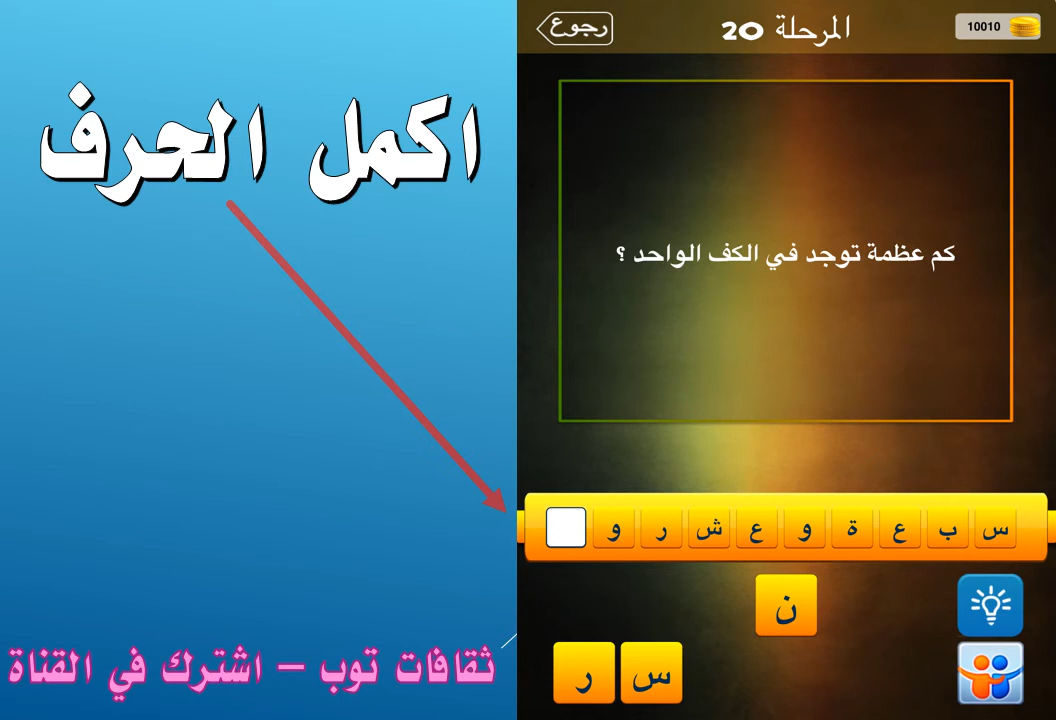 اكمل الحرف
ثقافات توب – اشترك في القناة
رجوع
المرحلة 20
10010
كم عظمة توجد في الكف الواحد ؟
س ب ع ة و ع ش ر و
ن
ر س